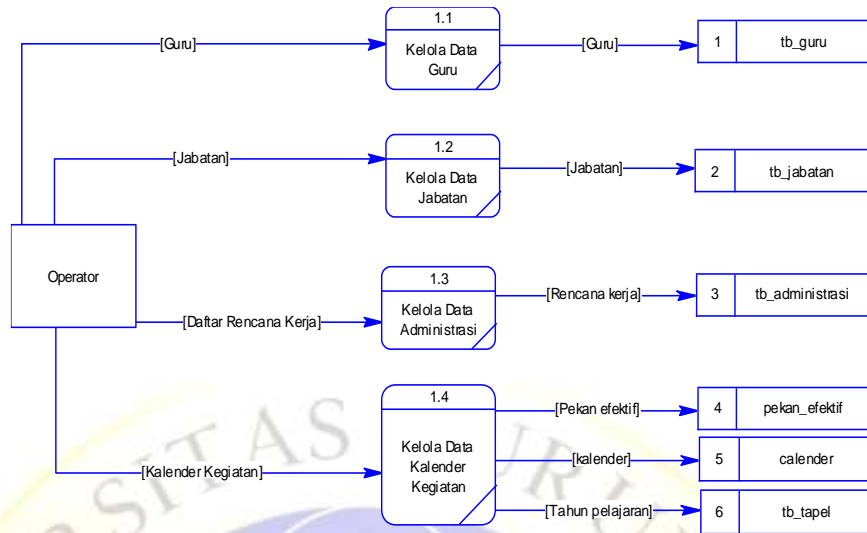 1.1
[Guru]
Kelola Data
Guru
[Guru]
1
tb_guru
1.2
[Jabatan]
Kelola Data
Jabatan
[Jabatan]
2
tb_jabatan
Operator
1.3
[Daftar Rencana Kerja]
Kelola Data
Administrasi
[Rencana kerja]
3
tb_administrasi
1.4
[Kalender Kegiatan]
Kelola Data
Kalender
Kegiatan
[Pekan efektif]
4
pekan_efektif
[kalender]
5
calender
[Tahun pelajaran]
6
tb_tapel